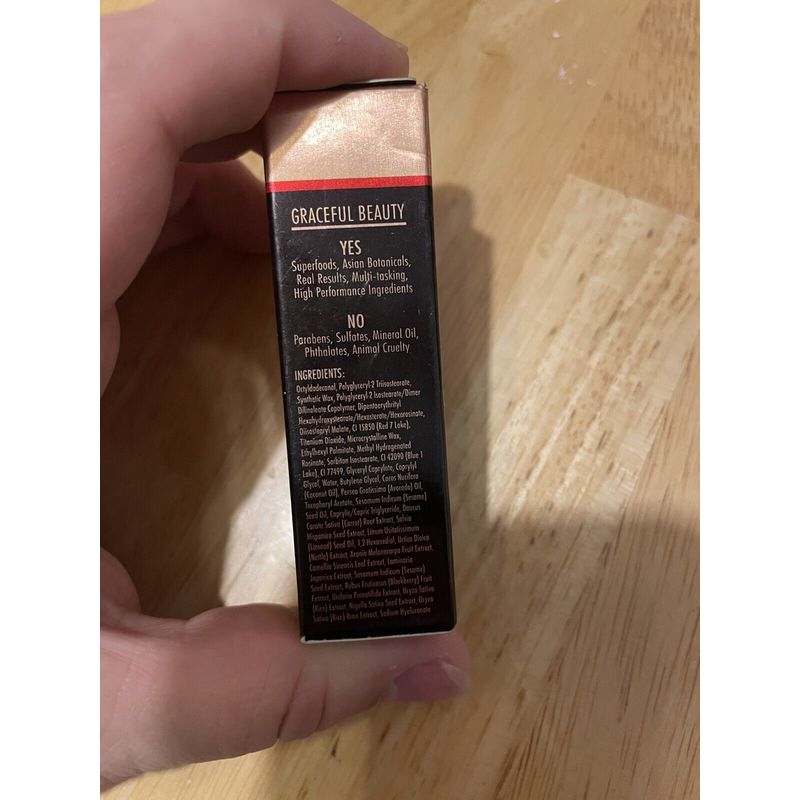 GRACEFUL BEAUTY
YES
Superfoods, Asian Botanicals,
Real Results, Multi-tasking,
High Performance Ingredients
NO
Parabens, Sulfates, Mineral Oil,
Phthalates, Animal Cruelty
INGREDIENTS:
Octyldodecanol, Polyglyceryl-2 Triisostearate,
Synthetic Wax, Polyglyceryl-2 Isostearate/Dimer
Dilinoleate Copolymer, Dipentaerythrityl
Hexahydroxystearate/Hexastearate/Hexarosinate,
Diisostearyl Malate, CI 15850 (Red 7 Lake),
Titanium Dioxide, Microcrystalline Wax,
Ethylhexyl Palmitate, Methyl Hydrogenated
Rosinate, Sorbitan Isostearate, CI 42090 (Blue 1
Lake), CI 77499, Glyceryl Caprylate, Caprylyl
Glycol, Water, Butylene Glycol, Cocos Nucifera
(Coconut Oil), Persea Gratissima (Avocado) Oil,
Tocopheryl Acetate, Sesamum Indicum (Sesame)
Seed Oil, Caprylic/Capric Triglyceride, Daucus
Carota Sativa (Carrot) Root Extract, Salvia
Hispanica Seed Extract, Linum Usitatissimum
(Linseed) Seed Oil, 1,2 Hexanediol, Urtica Dioica
(Nettle) Extract, Aronia Melanocarpa Fruit Extract,
Camellia Sinensis Leaf Extract, Laminaria
Japonica Extract, Sesamum Indicum (Sesame)
Seed Extract, Rubus Fruticosus (Blackberry) Fruit
Extract, Undaria Pinnatifida Extract, Oryza Sativa
(Rice) Extract, Nigella Sativa Seed Extract, Oryza
Sativa (Rice) Bran Extract, Sodium Hyaluronate